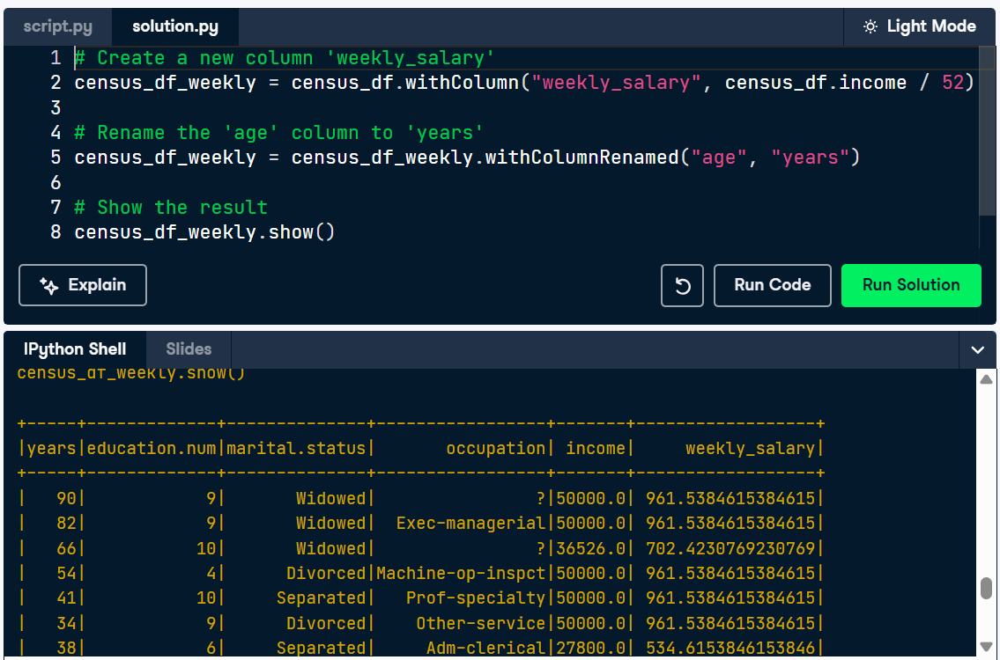 script.py
solution.py
Light Mode
1 # Create a new column 'weekly_salary'
2 census_df_weekly = census_df.withColumn("weekly_salary", census_df.income / 52)
3
4 # Rename the 'age' column to 'years'
5 census_df_weekly = census_df_weekly.withColumnRenamed("age", "years")
6
7 # Show the result
8 census_df_weekly.show()
Explain
Run Code
Run Solution
IPython Shell
Slides
census_df_weekly.show()
+-----+-------------+--------------+-----------------+-------+-----------------+
|years|education.num|marital.status|       occupation| income|    weekly_salary|
+-----+-------------+--------------+-----------------+-------+-----------------+
|   90|            9|       Widowed|                ?|50000.0|961.5384615384615|
|   82|            9|       Widowed|  Exec-managerial|50000.0|961.5384615384615|
|   66|           10|       Widowed|                ?|36526.0|702.4230769230769|
|   54|            4|      Divorced|Machine-op-inspct|50000.0|961.5384615384615|
|   41|           10|     Separated|   Prof-specialty|50000.0|961.5384615384615|
|   34|            9|      Divorced|    Other-service|50000.0|961.5384615384615|
|   38|            6|     Separated|     Adm-clerical|27800.0|534.6153846153846|